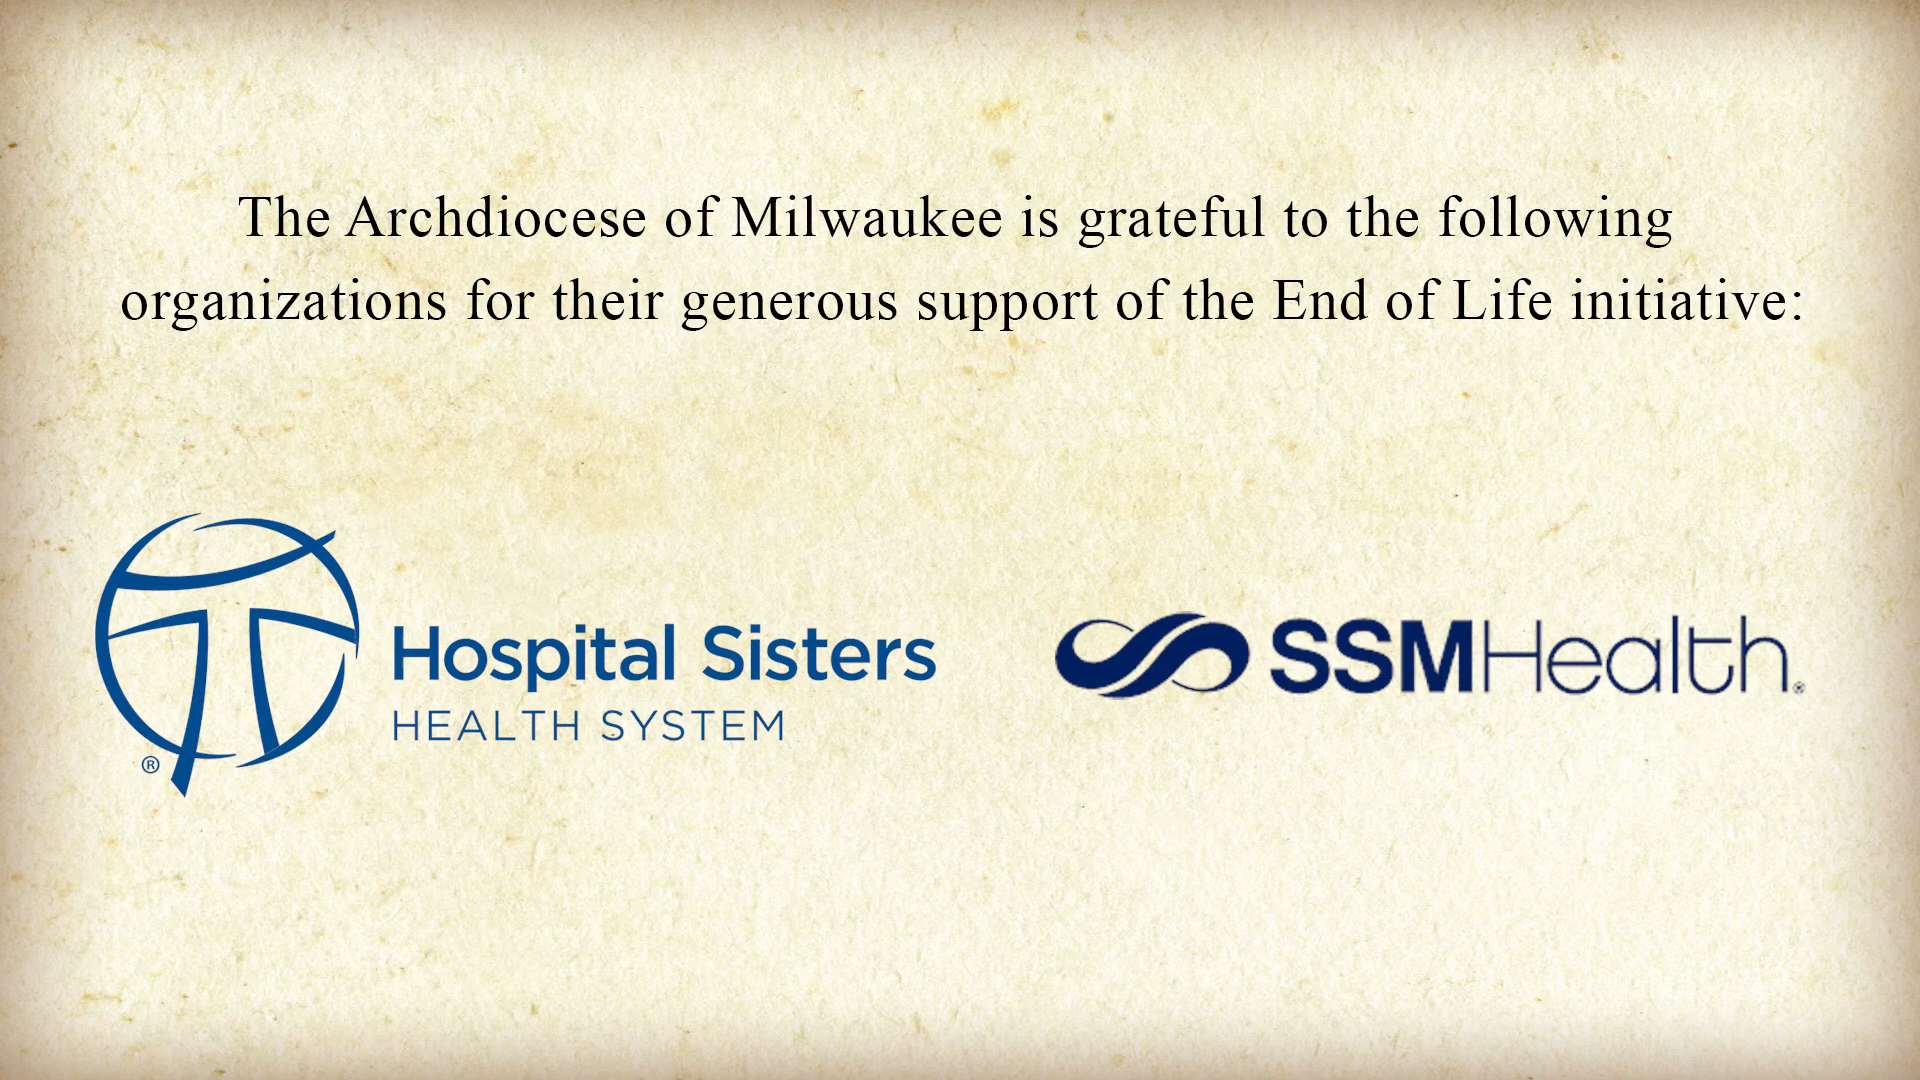 The Archdiocese of Milwaukee is grateful to the following
organizations for their generous support of the End of Life initiative:
Hospital Sisters
HEALTH SYSTEM
®
SSMHealth®